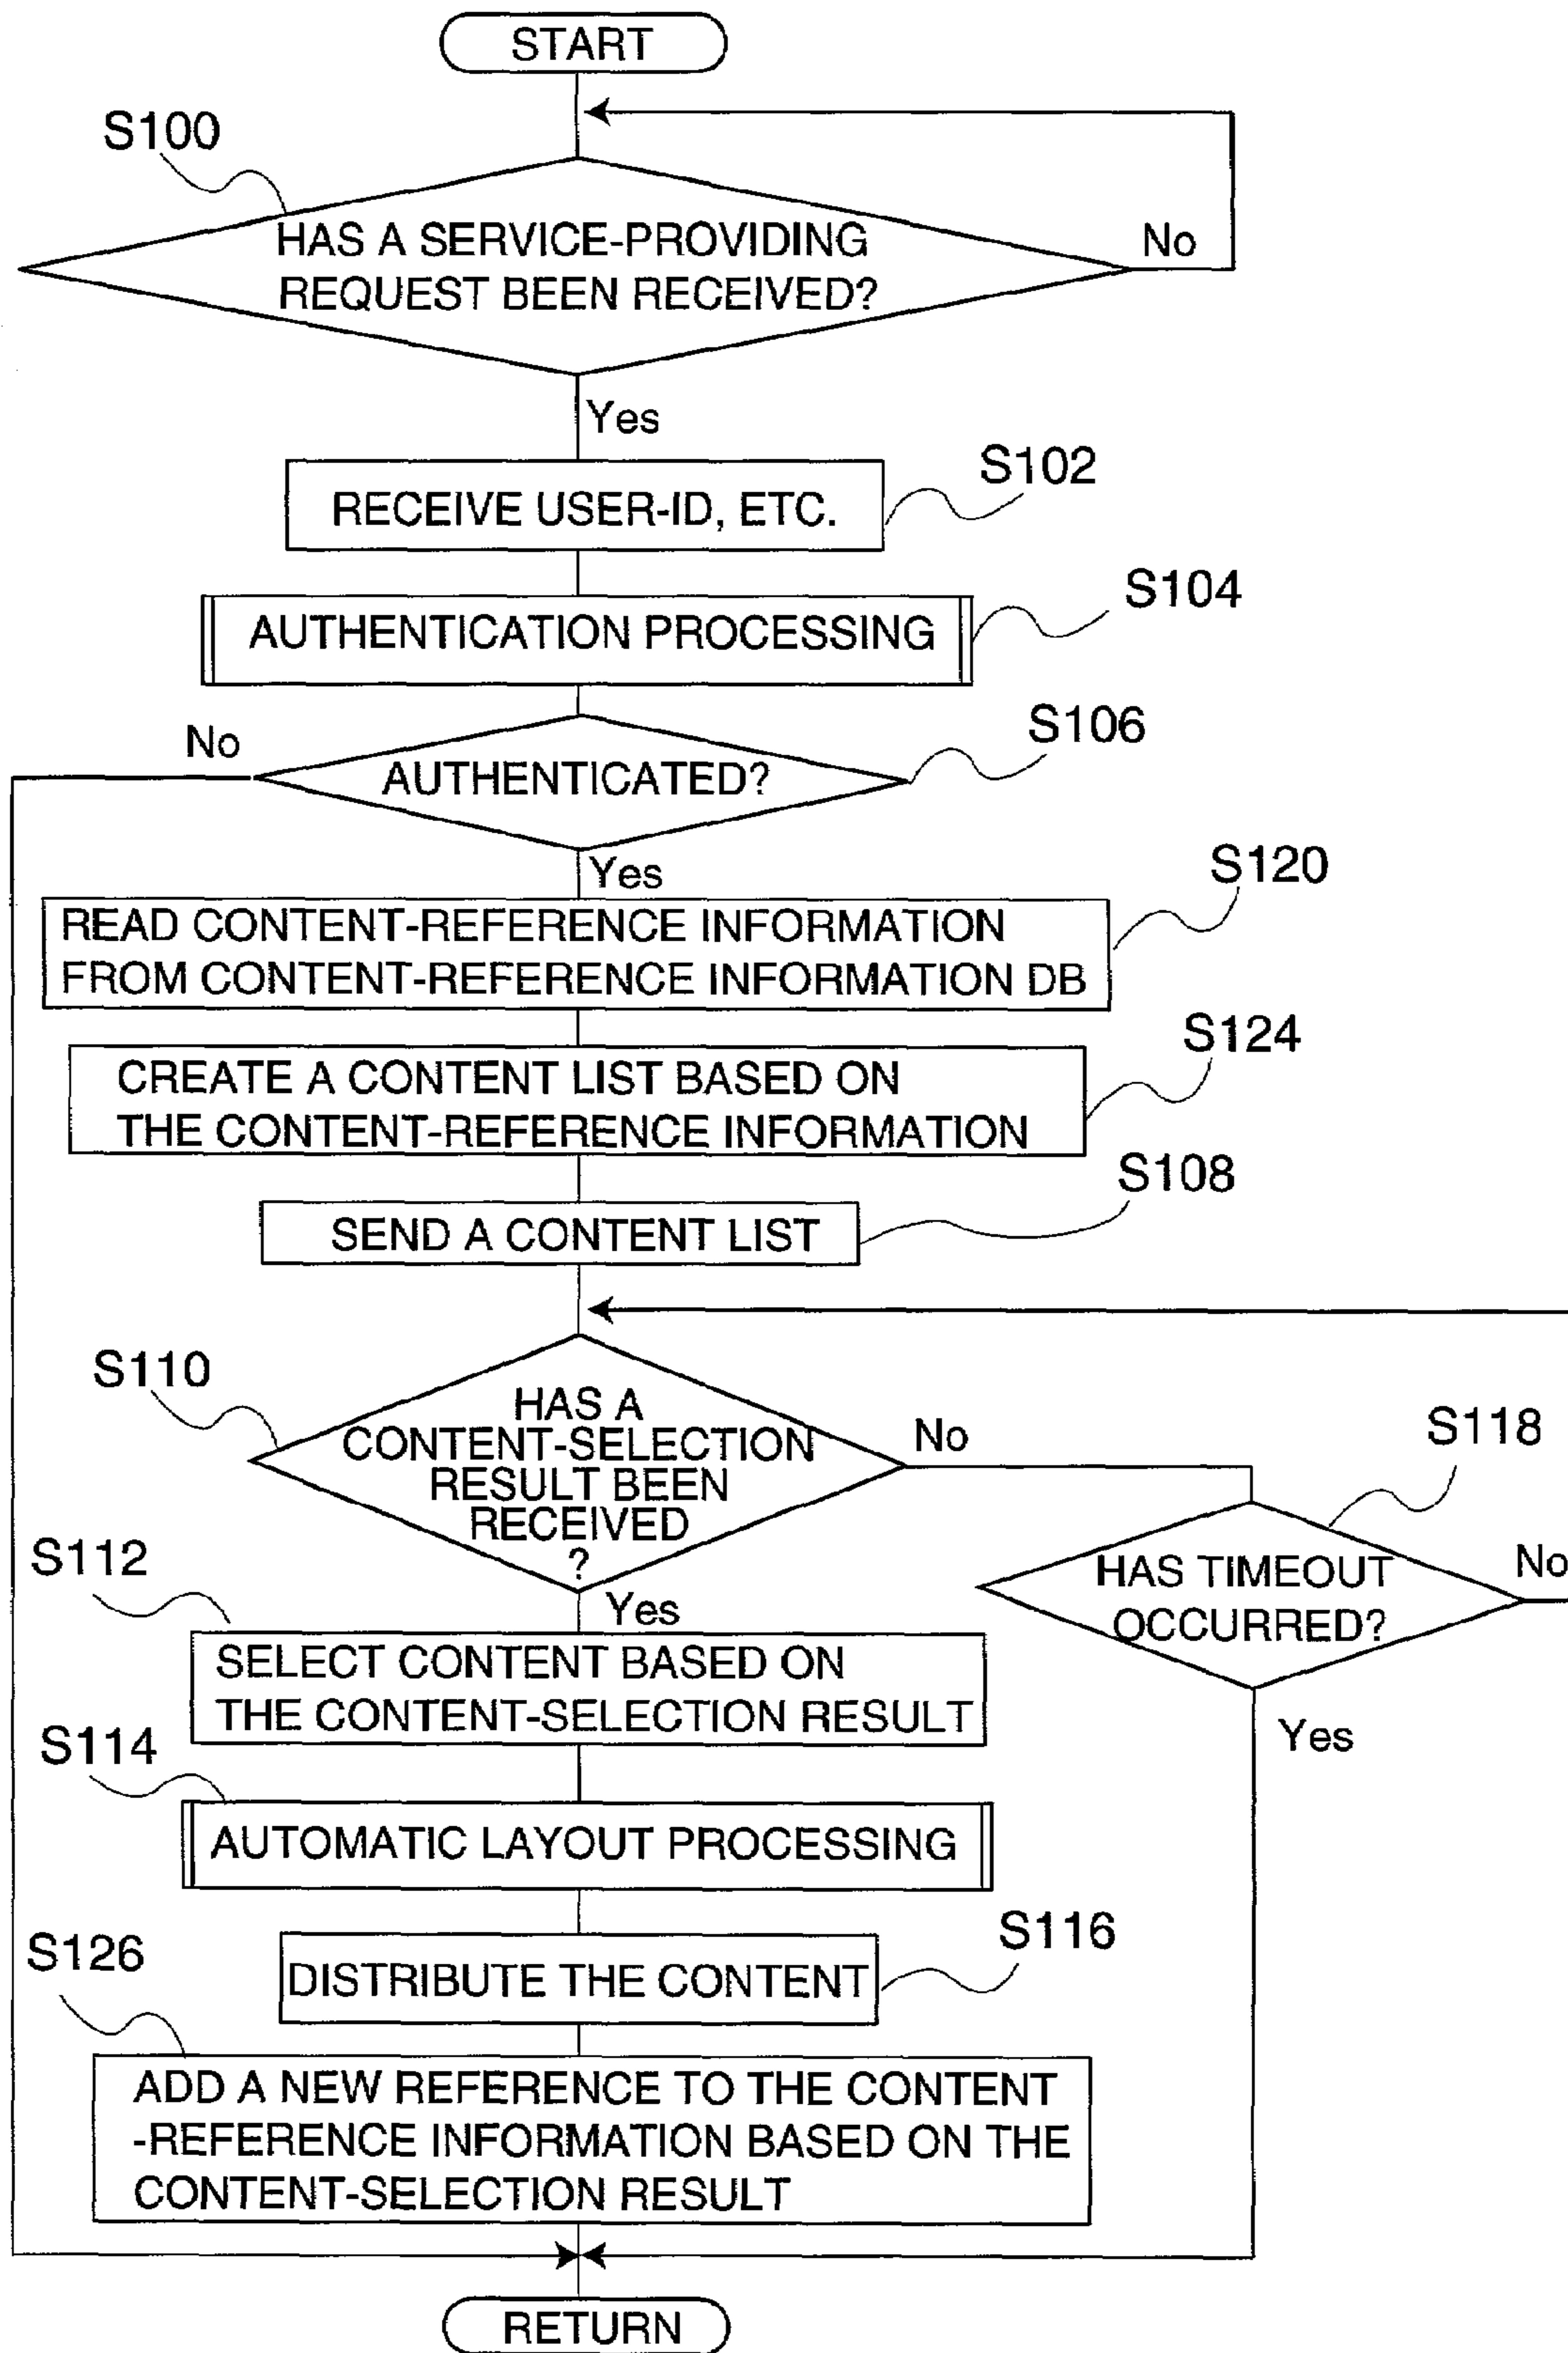 START
S100
HAS A SERVICE-PROVIDING
REQUEST BEEN RECEIVED?
No
Yes
S102
RECEIVE USER-ID, ETC.
S104
AUTHENTICATION PROCESSING
S106
No
AUTHENTICATED?
Yes
S120
READ CONTENT-REFERENCE INFORMATION
FROM CONTENT-REFERENCE INFORMATION DB
S124
CREATE A CONTENT LIST BASED ON
THE CONTENT-REFERENCE INFORMATION
S108
SEND A CONTENT LIST
S110
HAS A
CONTENT-SELECTION
RESULT BEEN
RECEIVED
?
No
S118
HAS TIMEOUT
OCCURRED?
No
Yes
S112
Yes
SELECT CONTENT BASED ON
THE CONTENT-SELECTION RESULT
S114
AUTOMATIC LAYOUT PROCESSING
S116
DISTRIBUTE THE CONTENT
S126
ADD A NEW REFERENCE TO THE CONTENT
-REFERENCE INFORMATION BASED ON THE
CONTENT-SELECTION RESULT
RETURN